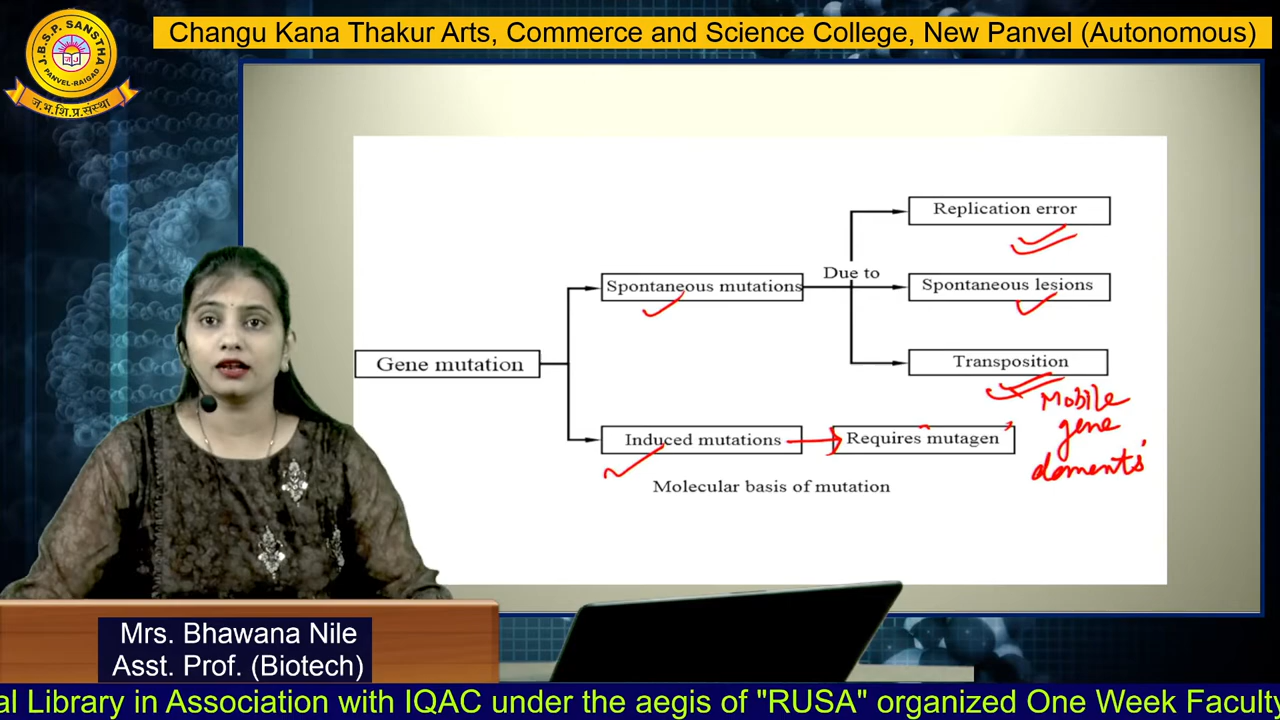 Changu Kana Thakur Arts, Commerce and Science College, New Panvel (Autonomous)
J.B.S.P. SANSTHA
PANVEL-RAIGAD
ज.भ.शि.प्र.संस्था
Replication error
Due to
Spontaneous mutations
Spontaneous lesions
Gene mutation
Transposition
Mobile
gene
elements
Induced mutations
Requires mutagen
Molecular basis of mutation
Mrs. Bhawana Nile
Asst. Prof. (Biotech)
al Library in Association with IQAC under the aegis of "RUSA" organized One Week Faculty